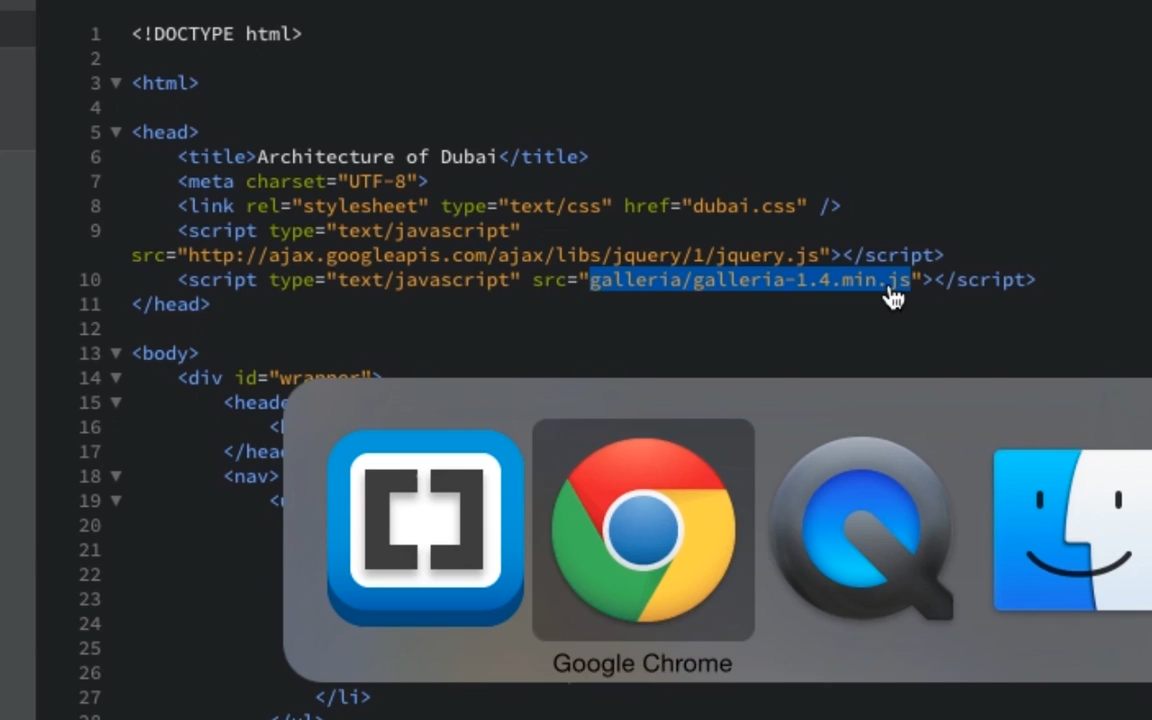 1 <!DOCTYPE html>
2
3 <html>
4
5 <head>
6 <title>Architecture of Dubai</title>
7 <meta charset="UTF-8">
8 <link rel="stylesheet" type="text/css" href="dubai.css" />
9 <script type="text/javascript"
src="http://ajax.googleapis.com/ajax/libs/jquery/1/jquery.js"></script>
10 <script type="text/javascript" src="galleria/galleria-1.4.min.js"></script>
11 </head>
12
13 <body>
14 <div id="wrapper">
15 <heade
16 <h
17 </hea
18 <nav>
19
20
21
22
23
24
25
26
Google Chrome
27 </li>